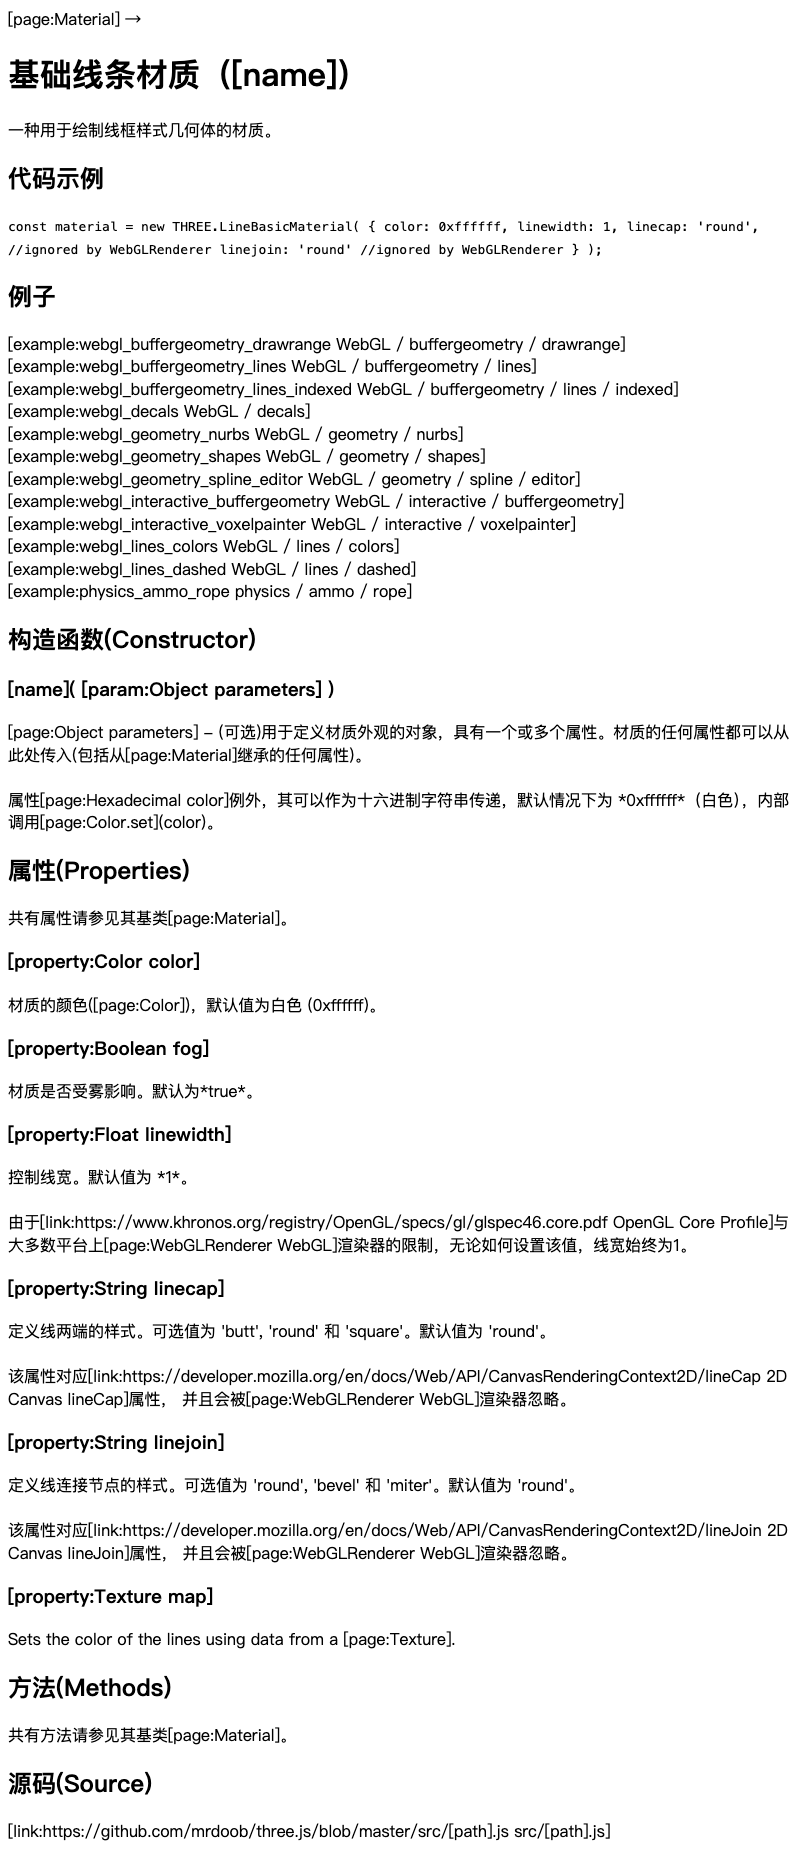 [page:Material] →
基础线条材质（[name]）
一种用于绘制线框样式几何体的材质。
代码示例
const material = new THREE.LineBasicMaterial( { color: 0xffffff, linewidth: 1, linecap: 'round',
//ignored by WebGLRenderer linejoin: 'round' //ignored by WebGLRenderer } );
例子
[example:webgl_buffergeometry_drawrange WebGL / buffergeometry / drawrange]
[example:webgl_buffergeometry_lines WebGL / buffergeometry / lines]
[example:webgl_buffergeometry_lines_indexed WebGL / buffergeometry / lines / indexed]
[example:webgl_decals WebGL / decals]
[example:webgl_geometry_nurbs WebGL / geometry / nurbs]
[example:webgl_geometry_shapes WebGL / geometry / shapes]
[example:webgl_geometry_spline_editor WebGL / geometry / spline / editor]
[example:webgl_interactive_buffergeometry WebGL / interactive / buffergeometry]
[example:webgl_interactive_voxelpainter WebGL / interactive / voxelpainter]
[example:webgl_lines_colors WebGL / lines / colors]
[example:webgl_lines_dashed WebGL / lines / dashed]
[example:physics_ammo_rope physics / ammo / rope]
构造函数(Constructor)
[name]( [param:Object parameters] )
[page:Object parameters] - (可选)用于定义材质外观的对象，具有一个或多个属性。材质的任何属性都可以从
此处传入(包括从[page:Material]继承的任何属性)。
属性[page:Hexadecimal color]例外，其可以作为十六进制字符串传递，默认情况下为 *0xffffff*（白色），内部
调用[page:Color.set](color)。
属性(Properties)
共有属性请参见其基类[page:Material]。
[property:Color color]
材质的颜色([page:Color])，默认值为白色 (0xffffff)。
[property:Boolean fog]
材质是否受雾影响。默认为*true*。
[property:Float linewidth]
控制线宽。默认值为 *1*。
由于[link:https://www.khronos.org/registry/OpenGL/specs/gl/glspec46.core.pdf OpenGL Core Profile]与
大多数平台上[page:WebGLRenderer WebGL]渲染器的限制，无论如何设置该值，线宽始终为1。
[property:String linecap]
定义线两端的样式。可选值为 'butt', 'round' 和 'square'。默认值为 'round'。
该属性对应[link:https://developer.mozilla.org/en/docs/Web/API/CanvasRenderingContext2D/lineCap 2D
Canvas lineCap]属性， 并且会被[page:WebGLRenderer WebGL]渲染器忽略。
[property:String linejoin]
定义线连接节点的样式。可选值为 'round', 'bevel' 和 'miter'。默认值为 'round'。
该属性对应[link:https://developer.mozilla.org/en/docs/Web/API/CanvasRenderingContext2D/lineJoin 2D
Canvas lineJoin]属性， 并且会被[page:WebGLRenderer WebGL]渲染器忽略。
[property:Texture map]
Sets the color of the lines using data from a [page:Texture].
方法(Methods)
共有方法请参见其基类[page:Material]。
源码(Source)
[link:https://github.com/mrdoob/three.js/blob/master/src/[path].js src/[path].js]